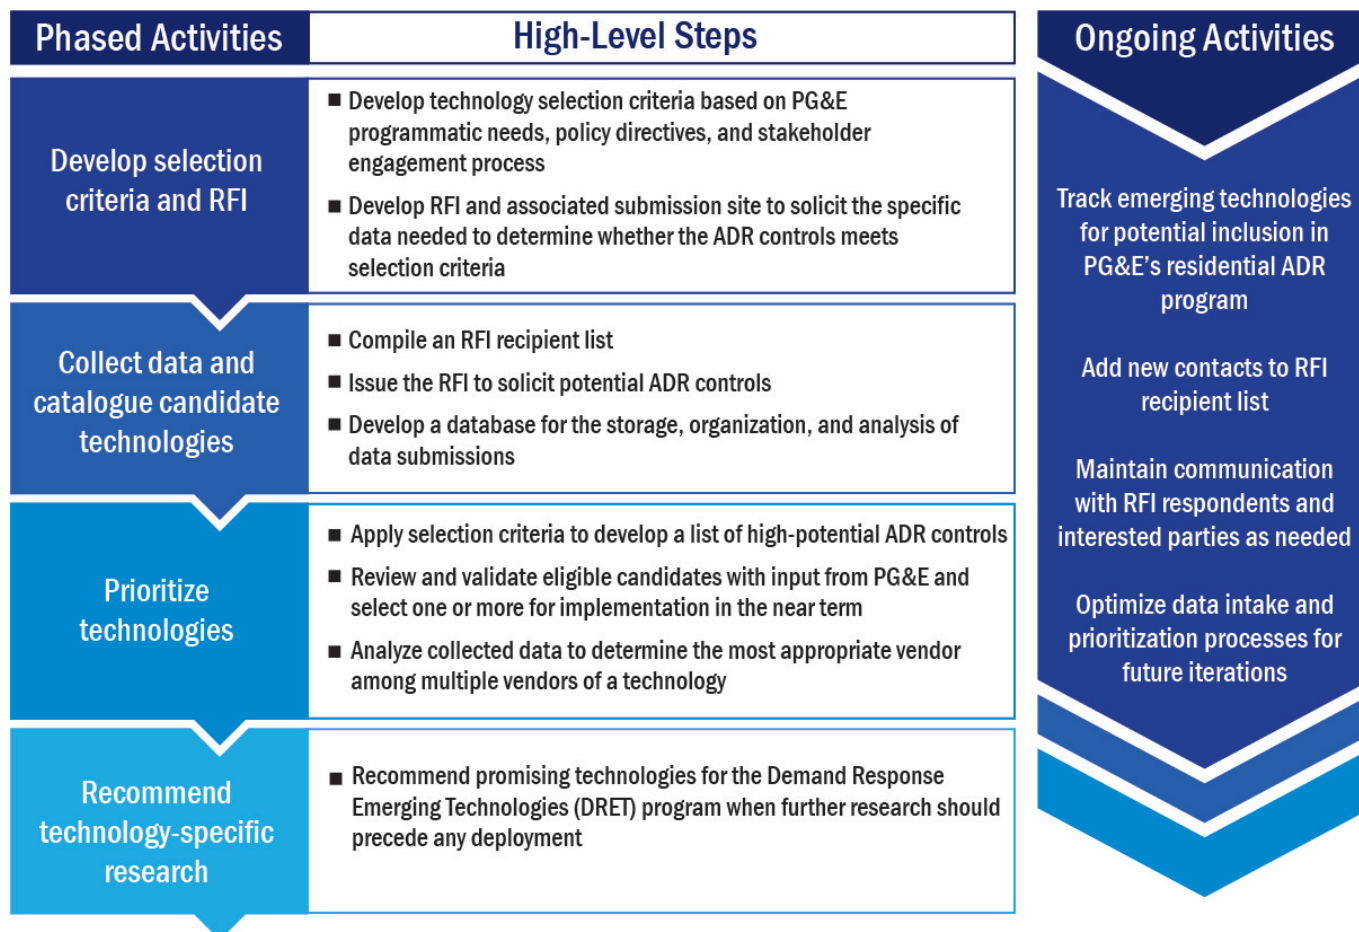 Phased Activities
High-Level Steps
Develop selection
criteria and RFI
■ Develop technology selection criteria based on PG&E
programmatic needs, policy directives, and stakeholder
engagement process
■ Develop RFI and associated submission site to solicit the specific
data needed to determine whether the ADR controls meets
selection criteria
Collect data and
catalogue candidate
technologies
■ Compile an RFI recipient list
■ Issue the RFI to solicit potential ADR controls
■ Develop a database for the storage, organization, and analysis of
data submissions
Prioritize
technologies
■ Apply selection criteria to develop a list of high-potential ADR controls
■ Review and validate eligible candidates with input from PG&E and
select one or more for implementation in the near term
■ Analyze collected data to determine the most appropriate vendor
among multiple vendors of a technology
Recommend
technology-specific
research
■ Recommend promising technologies for the Demand Response
Emerging Technologies (DRET) program when further research should
precede any deployment
Ongoing Activities
Track emerging technologies
for potential inclusion in
PG&E’s residential ADR
program
Add new contacts to RFI
recipient list
Maintain communication
with RFI respondents and
interested parties as needed
Optimize data intake and
prioritization processes for
future iterations